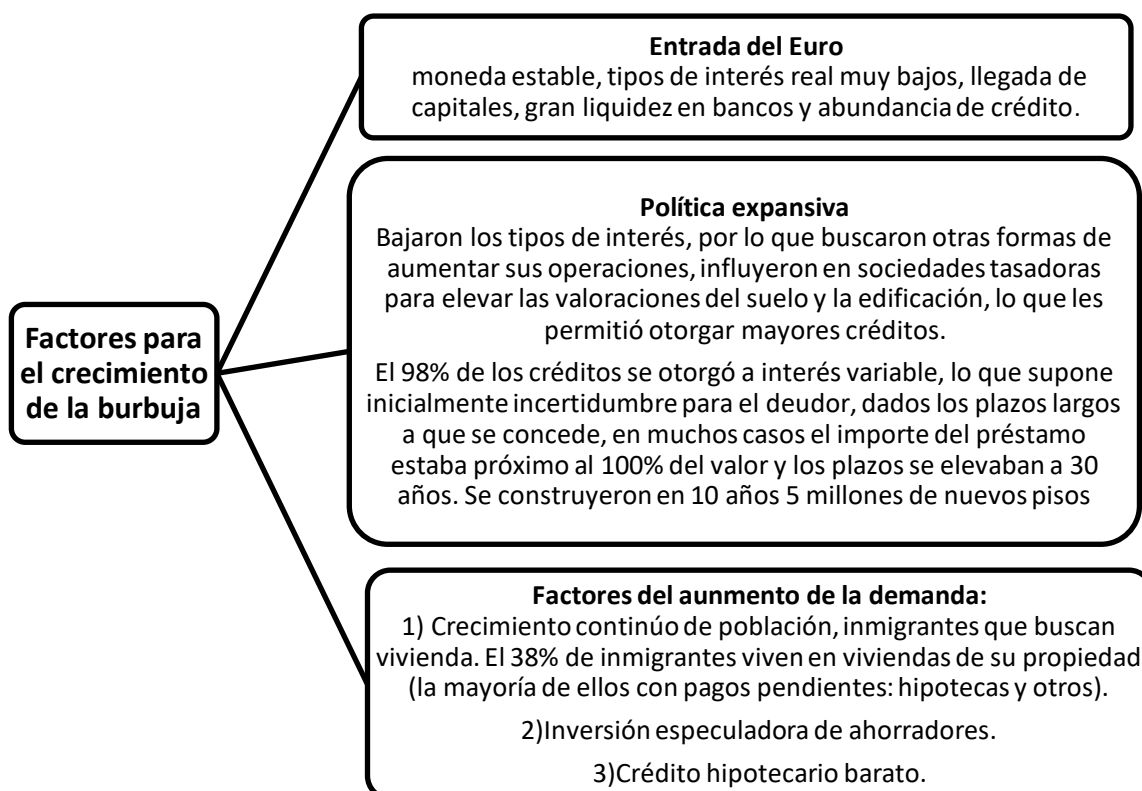 Factores para
el crecimiento
de la burbuja
Entrada del Euro
moneda estable, tipos de interés real muy bajos, llegada de
capitales, gran liquidez en bancos y abundancia de crédito.
Política expansiva
Bajaron los tipos de interés, por lo que buscaron otras formas de
aumentar sus operaciones, influyeron en sociedades tasadoras
para elevar las valoraciones del suelo y la edificación, lo que les
permitió otorgar mayores créditos.
El 98% de los créditos se otorgó a interés variable, lo que supone
inicialmente incertidumbre para el deudor, dados los plazos largos
a que se concede, en muchos casos el importe del préstamo
estaba próximo al 100% del valor y los plazos se elevaban a 30
años. Se construyeron en 10 años 5 millones de nuevos pisos
Factores del aunmento de la demanda:
1) Crecimiento continúo de población, inmigrantes que buscan
vivienda. El 38% de inmigrantes viven en viviendas de su propiedad
(la mayoría de ellos con pagos pendientes: hipotecas y otros).
2)Inversión especuladora de ahorradores.
3)Crédito hipotecario barato.